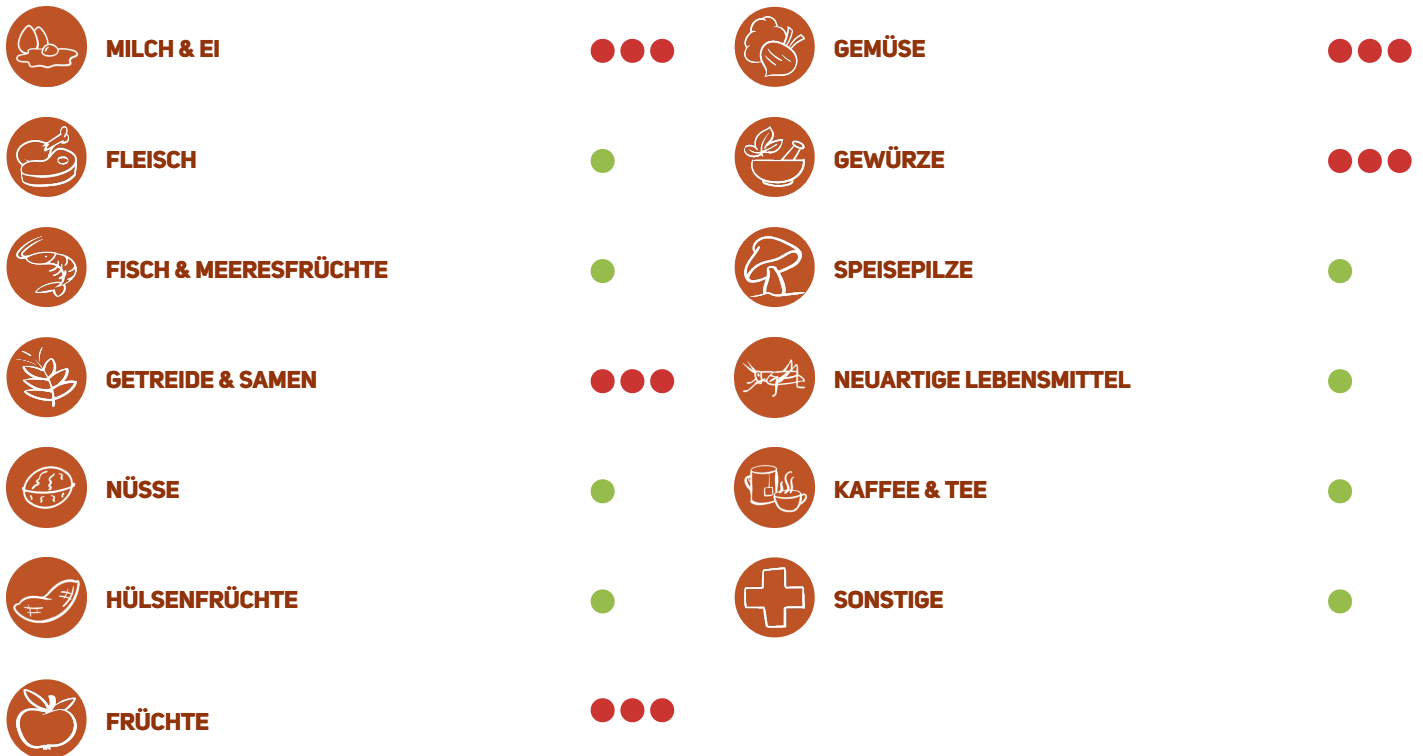 MILCH & EI
FLEISCH
FISCH & MEERESFRÜCHTE
GETREIDE & SAMEN
NÜSSE
HÜLSENFRÜCHTE
FRÜCHTE
GEMÜSE
GEWÜRZE
SPEISEPILZE
NEUARTIGE LEBENSMITTEL
KAFFEE & TEE
SONSTIGE